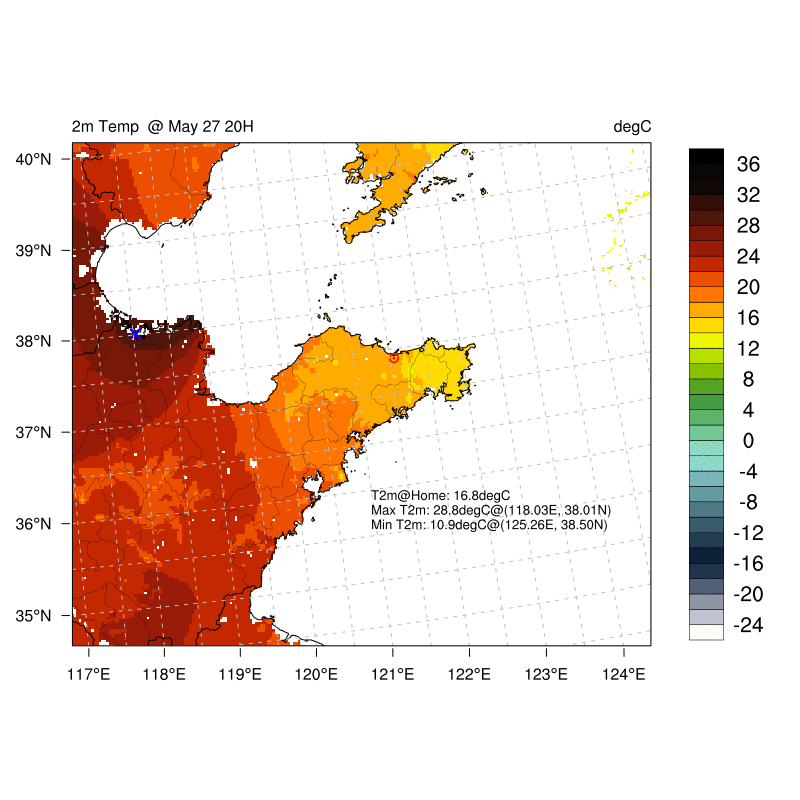 2m Temp @ May 27 20H
degC
40°N
39°N
38°N
37°N
36°N
35°N
117°E
118°E
119°E
120°E
121°E
122°E
123°E
124°E
T2m@Home: 16.8degC
Max T2m: 28.8degC@(118.03E, 38.01N)
Min T2m: 10.9degC@(125.26E, 38.50N)
36
32
28
24
20
16
12
8
4
0
-4
-8
-12
-16
-20
-24